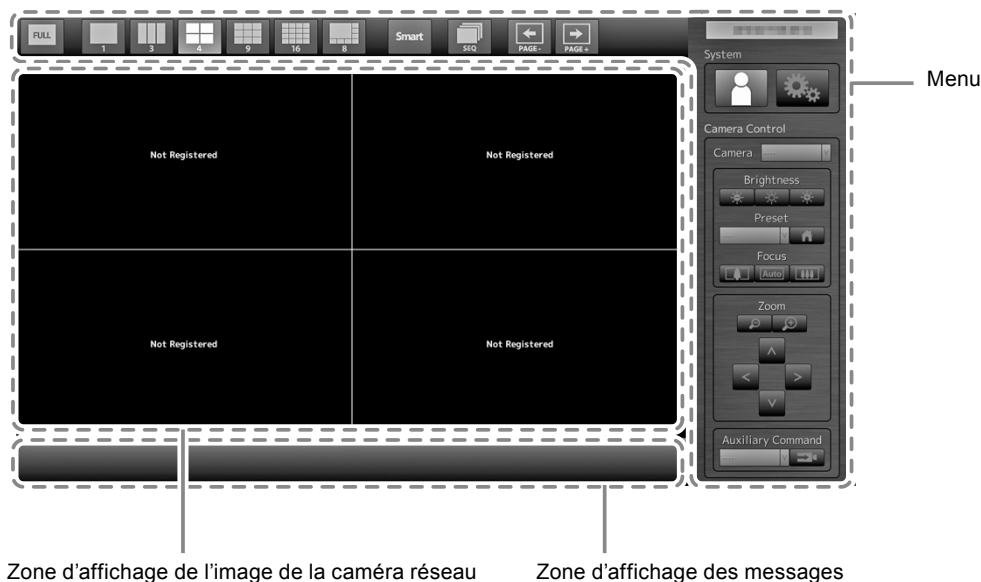 FULL
1
3
4
9
16
8
Smart
SEQ
PAGE-
PAGE+
System
Menu
Camera Control
Camera ---
Brightness
Preset
---
Focus
Auto
Zoom
Auxiliary Command
---
Not Registered
Not Registered
Not Registered
Not Registered
Zone d'affichage de l'image de la caméra réseau
Zone d'affichage des messages